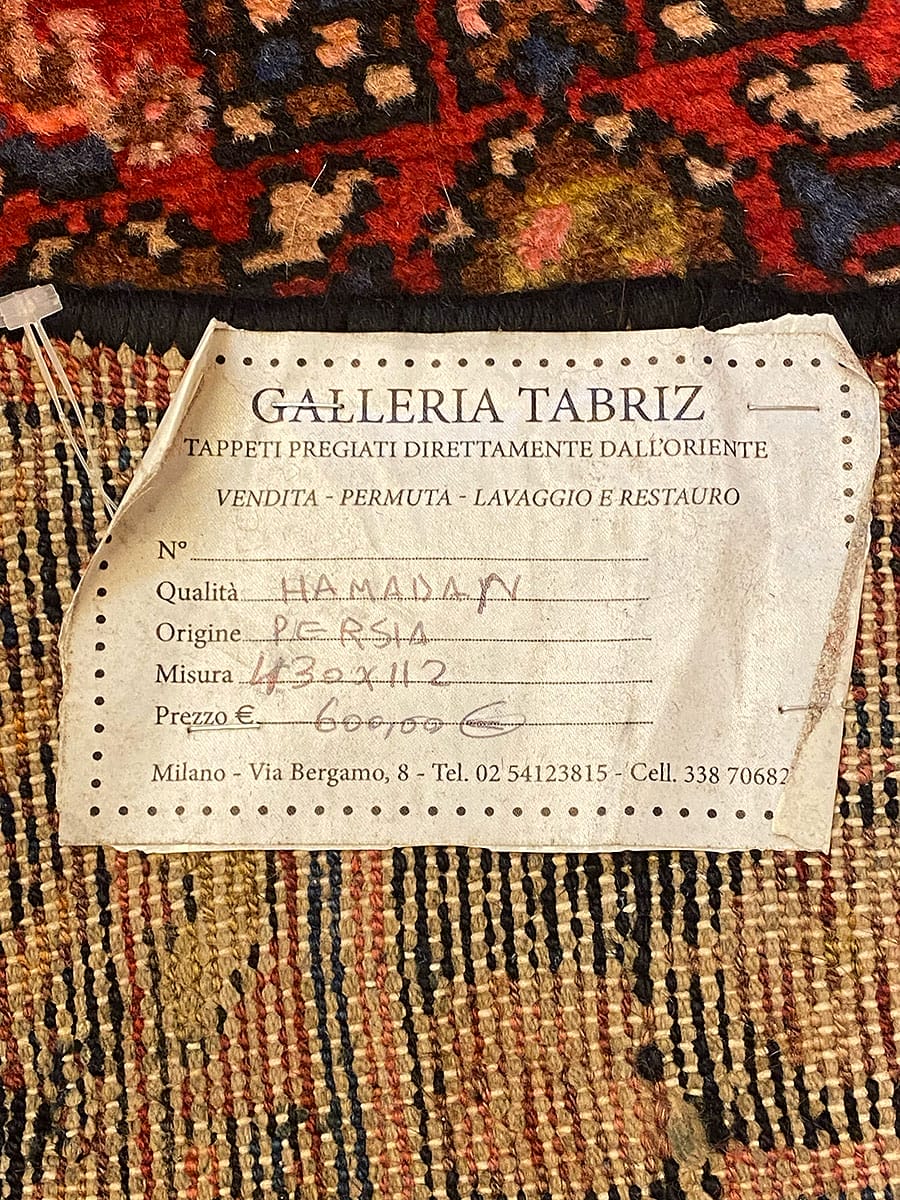 GALLERIA TABRIZ
TAPPETI PREGIATI DIRETTAMENTE DALL'ORIENTE
VENDITA - PERMUTA - LAVAGGIO E RESTAURO
N°
Qualità HAMADAN
Origine PERSIA
Misura 430x112
Prezzo € 600,00 €
Milano - Via Bergamo, 8 - Tel. 02 54123815 - Cell. 338 70682